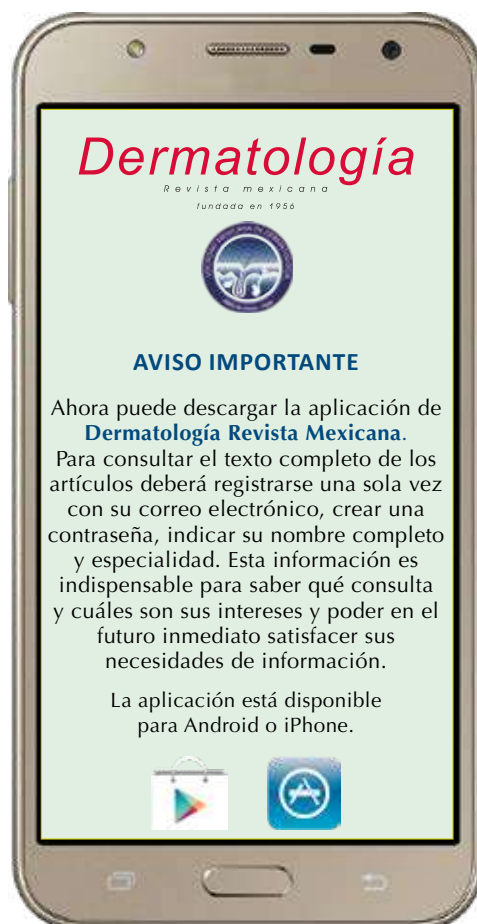 Dermatología
Revista mexicana
fundada en 1956
AVISO IMPORTANTE
Ahora puede descargar la aplicación de
Dermatología Revista Mexicana.
Para consultar el texto completo de los
artículos deberá registrarse una sola vez
con su correo electrónico, crear una
contraseña, indicar su nombre completo
y especialidad. Esta información es
indispensable para saber qué consulta
y cuáles son sus intereses y poder en el
futuro inmediato satisfacer sus
necesidades de información.
La aplicación está disponible
para Android o iPhone.